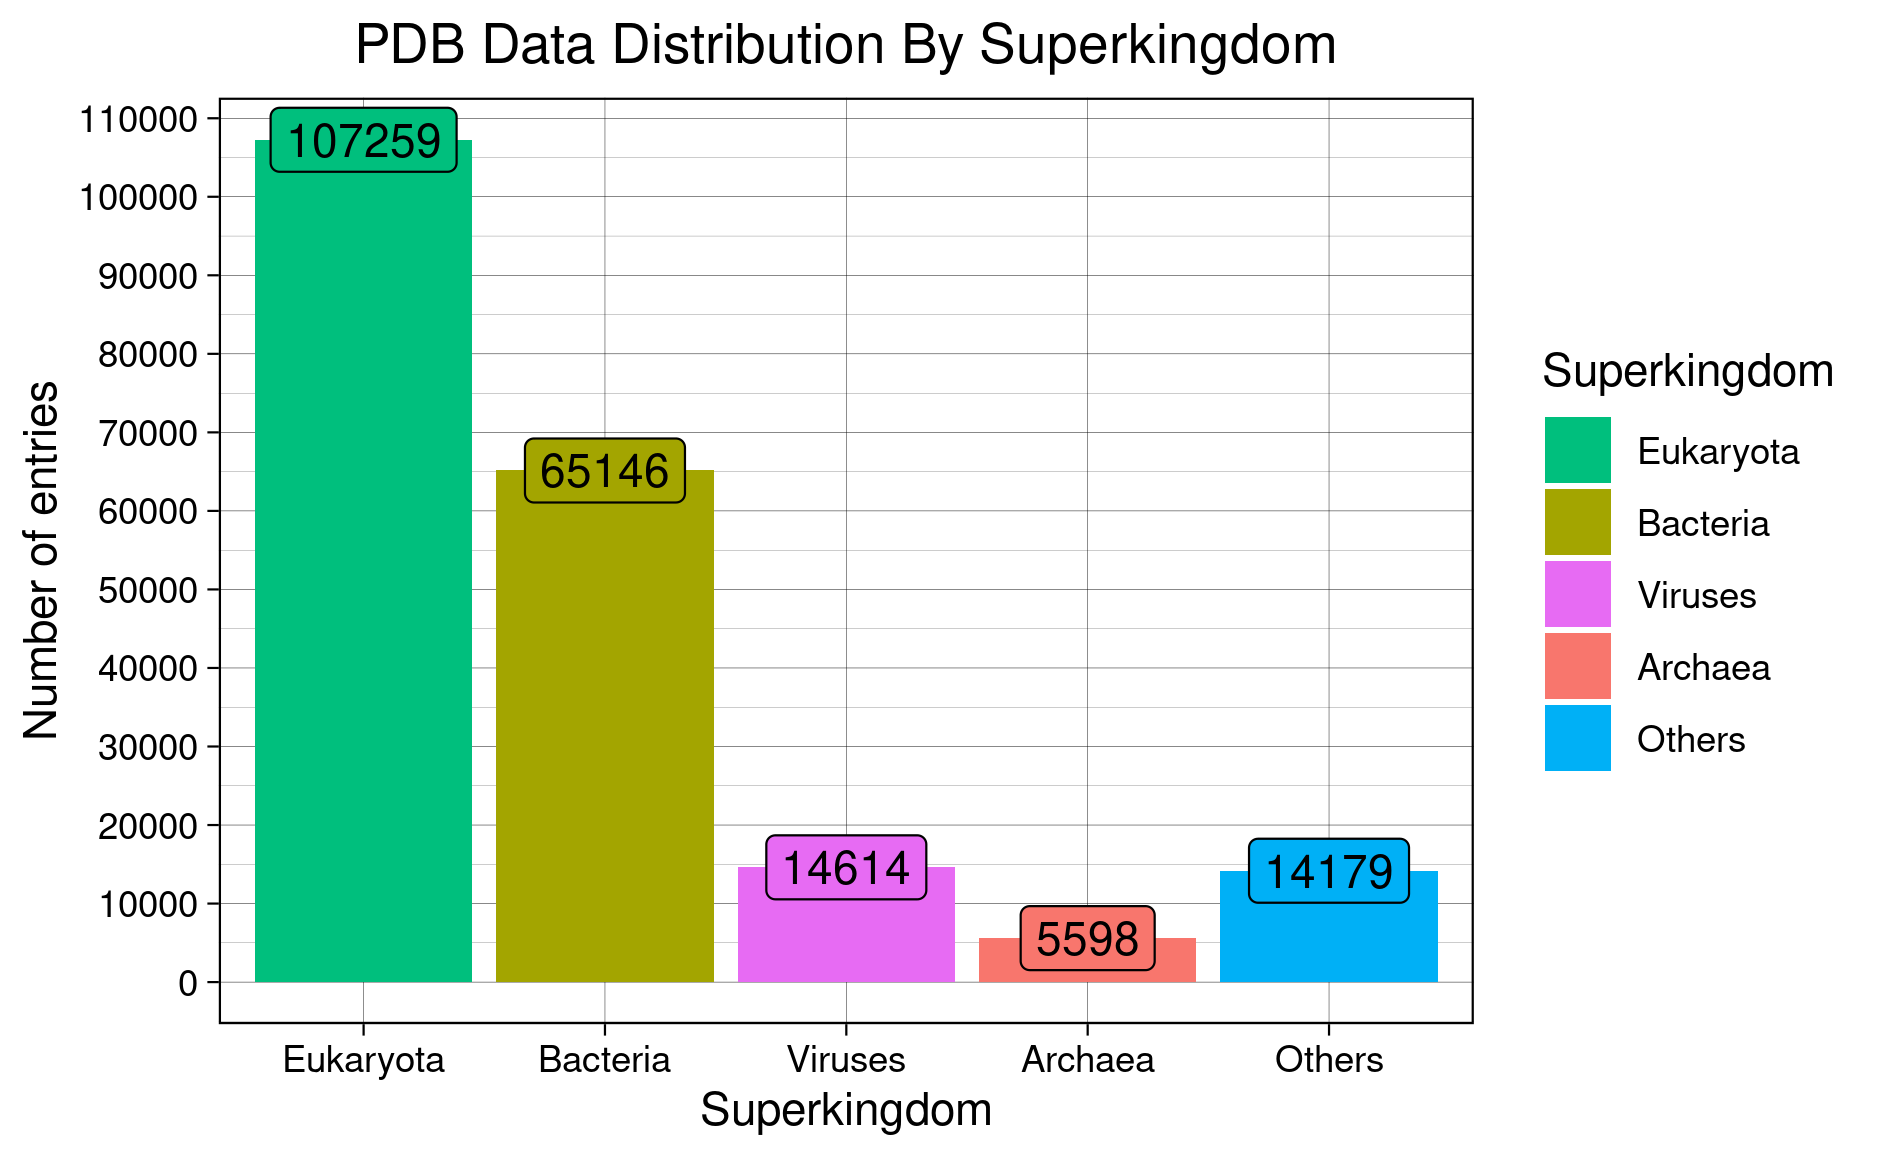 PDB Data Distribution By Superkingdom
Number of entries
110000
100000
90000
80000
70000
60000
50000
40000
30000
20000
10000
0
107259
65146
14614
5598
14179
Eukaryota
Bacteria
Viruses
Archaea
Others
Superkingdom
Superkingdom
Eukaryota
Bacteria
Viruses
Archaea
Others